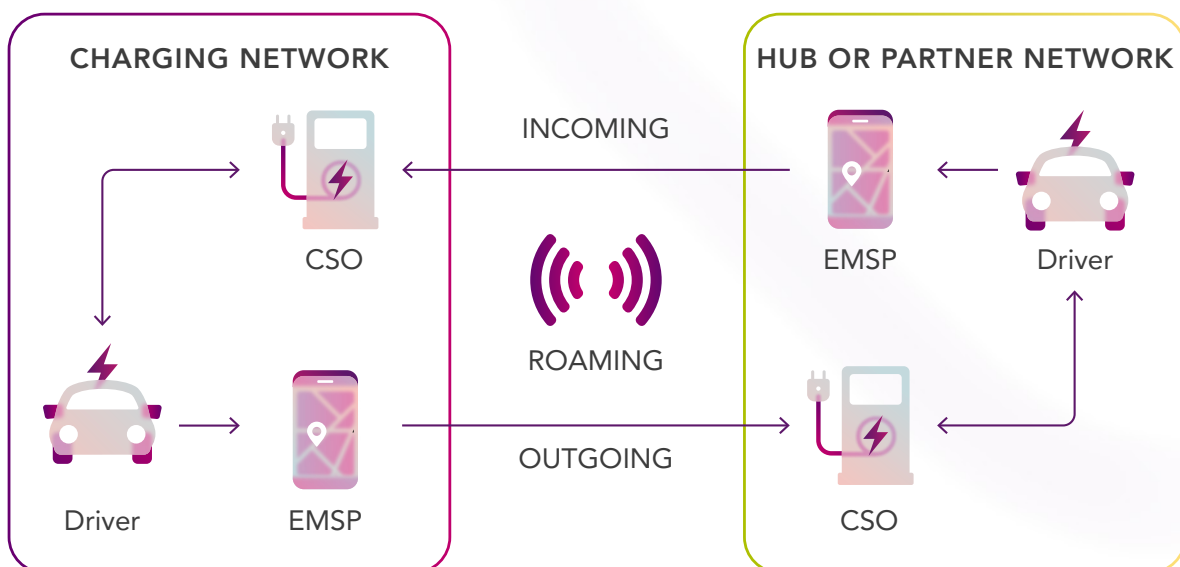 CHARGING NETWORK
HUB OR PARTNER NETWORK
INCOMING
CSO
EMSP
Driver
ROAMING
OUTGOING
Driver
EMSP
CSO